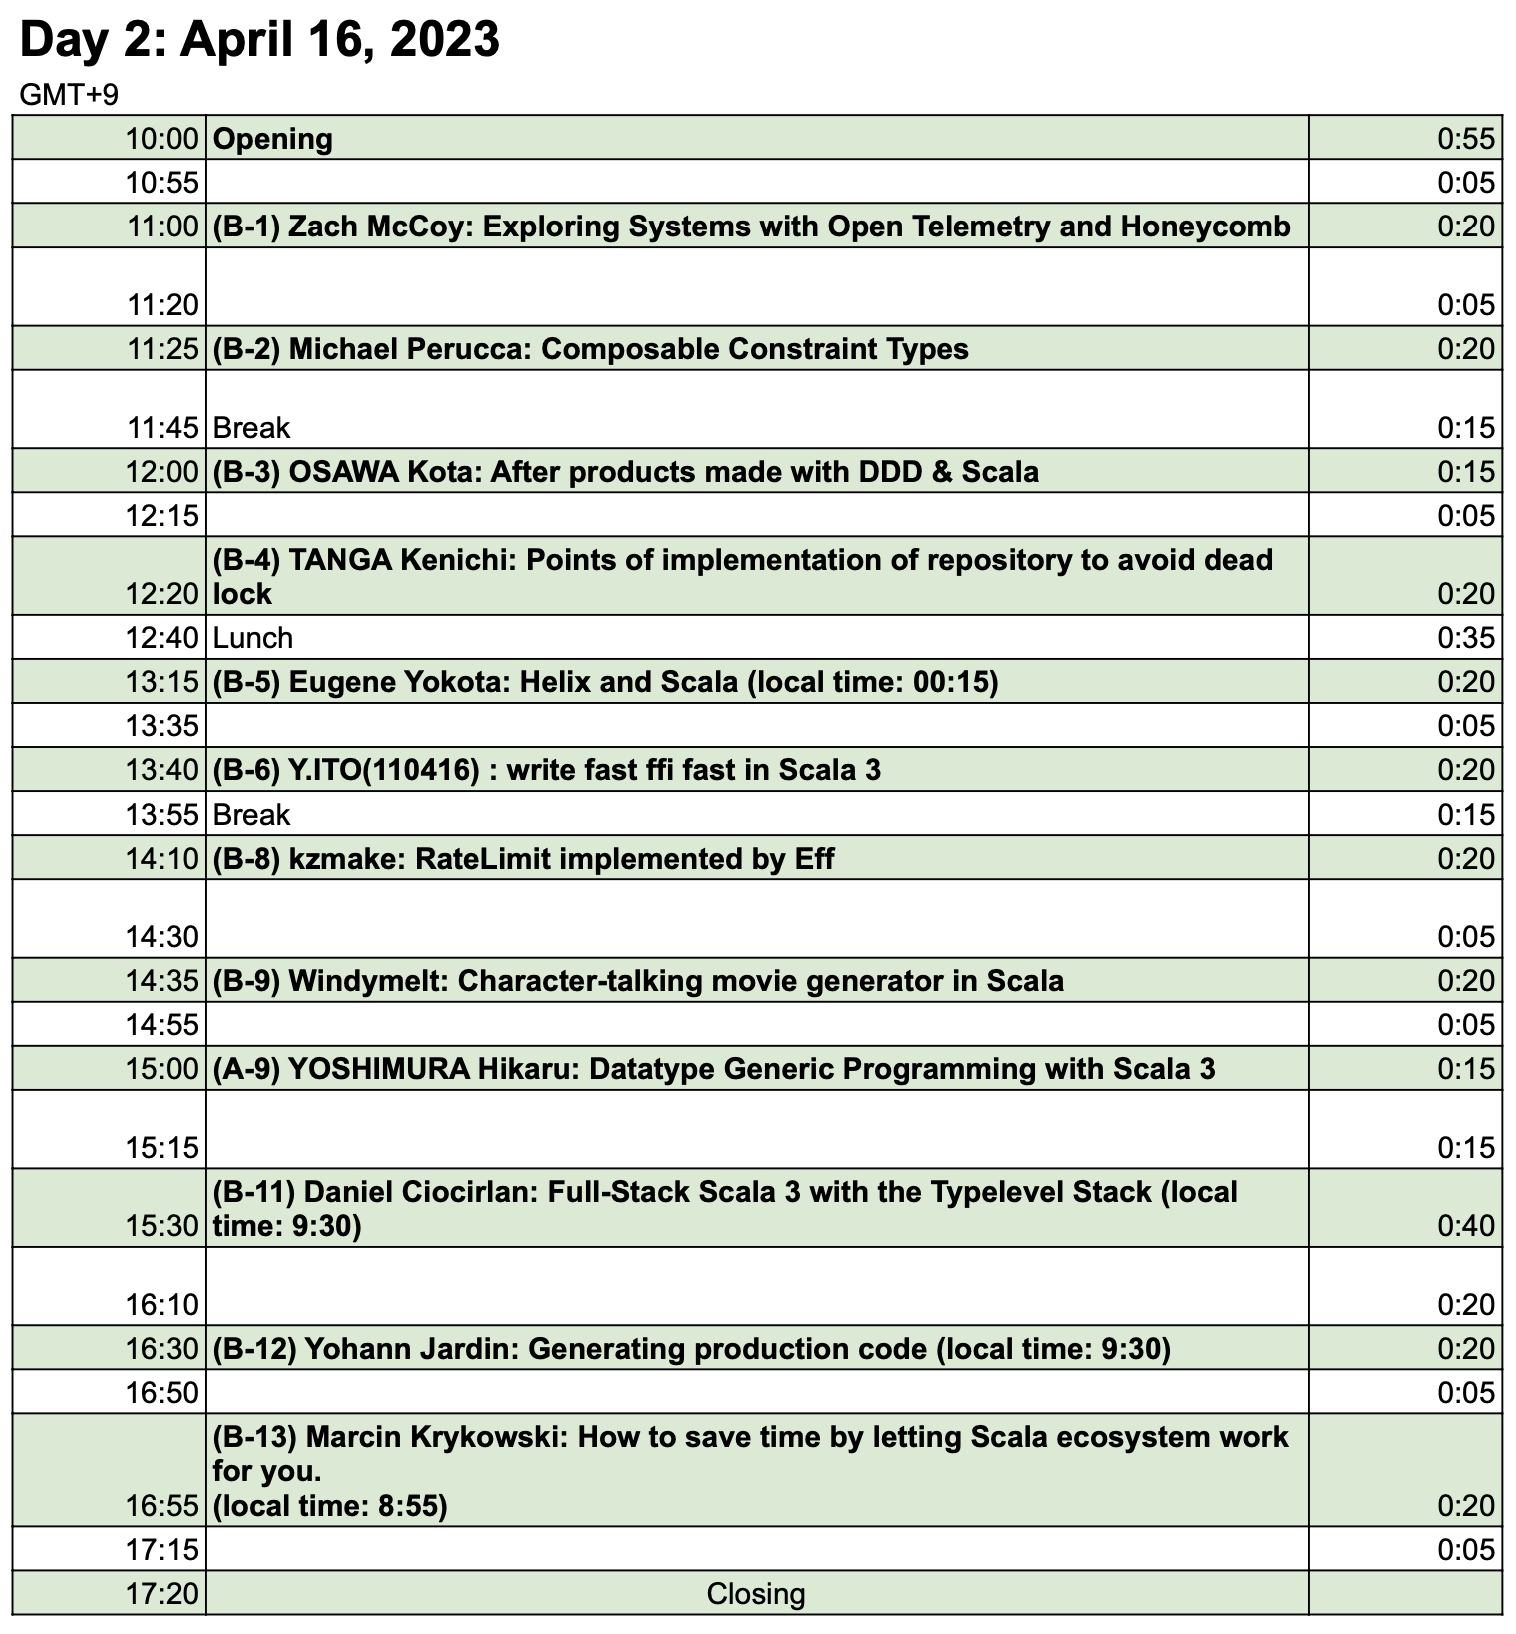 Day 2: April 16, 2023
GMT+9
10:00 Opening 0:55
10:55 0:05
11:00 (B-1) Zach McCoy: Exploring Systems with Open Telemetry and Honeycomb 0:20
11:20 0:05
11:25 (B-2) Michael Perucca: Composable Constraint Types 0:20
11:45 Break 0:15
12:00 (B-3) OSAWA Kota: After products made with DDD & Scala 0:15
12:15 0:05
(B-4) TANGA Kenichi: Points of implementation of repository to avoid dead
12:20 lock 0:20
12:40 Lunch 0:35
13:15 (B-5) Eugene Yokota: Helix and Scala (local time: 00:15) 0:20
13:35 0:05
13:40 (B-6) Y.ITO(110416) : write fast ffi fast in Scala 3 0:20
13:55 Break 0:15
14:10 (B-8) kzmake: RateLimit implemented by Eff 0:20
14:30 0:05
14:35 (B-9) Windymelt: Character-talking movie generator in Scala 0:20
14:55 0:05
15:00 (A-9) YOSHIMURA Hikaru: Datatype Generic Programming with Scala 3 0:15
15:15 0:15
(B-11) Daniel Ciocirlan: Full-Stack Scala 3 with the Typelevel Stack (local
15:30 time: 9:30) 0:40
16:10 0:20
16:30 (B-12) Yohann Jardin: Generating production code (local time: 9:30) 0:20
16:50 0:05
(B-13) Marcin Krykowski: How to save time by letting Scala ecosystem work
for you.
16:55 (local time: 8:55) 0:20
17:15 0:05
17:20 Closing